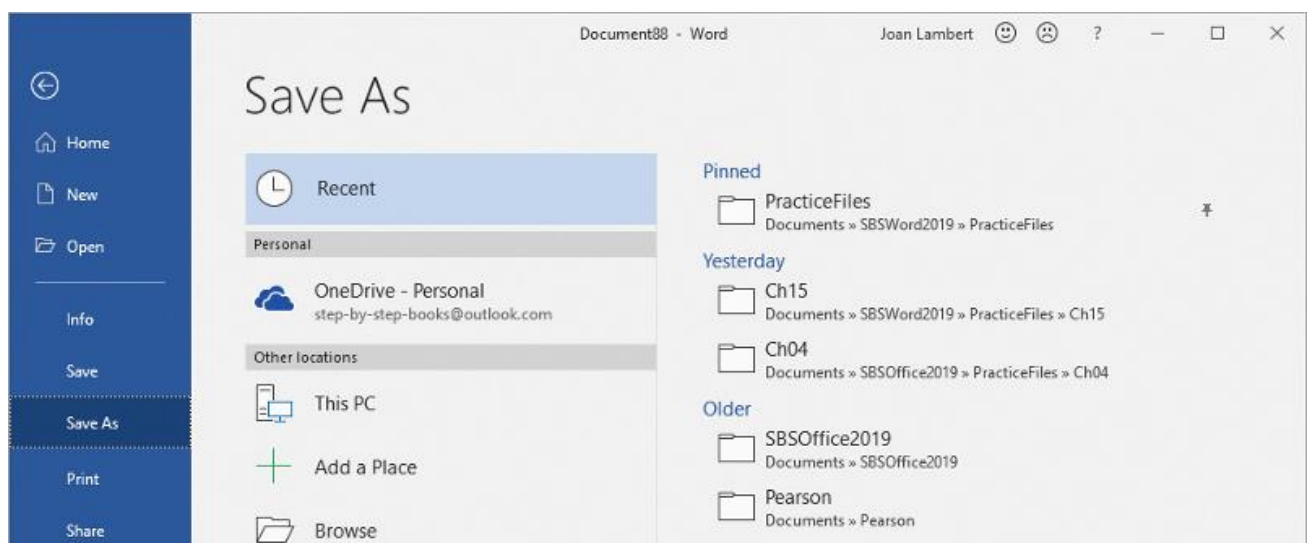 Document88 - Word
Joan Lambert
?
Save As
Home
New
Open
Info
Save
Save As
Print
Share
Recent
Personal
OneDrive - Personal
step-by-step-books@outlook.com
Other locations
This PC
Add a Place
Browse
Pinned
PracticeFiles
Documents » SBSWord2019 » PracticeFiles
Yesterday
Ch15
Documents » SBSWord2019 » PracticeFiles » Ch15
Ch04
Documents » SBSOffice2019 » PracticeFiles » Ch04
Older
SBSOffice2019
Documents » SBSOffice2019
Pearson
Documents » Pearson